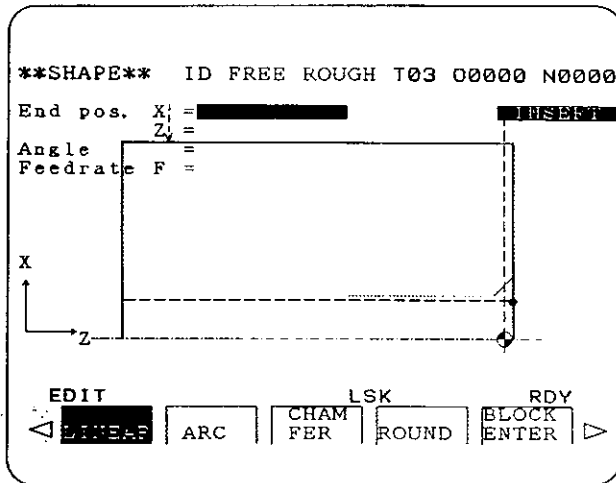 **SHAPE** ID FREE ROUGH T03 O0000 N0000
End pos. X =
INSERT
Z =
Angle =
Feedrate F =
X
Z
EDIT LSK RDY
LINEAR ARC CHAM FER ROUND BLOCK ENTER